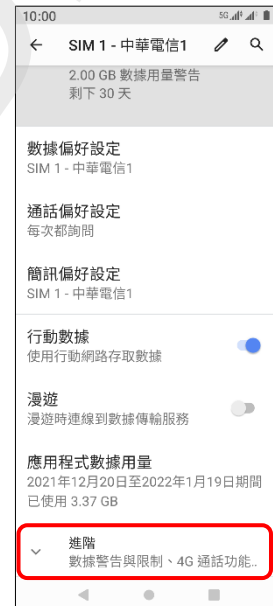 10:00 5G
SIM 1 - 中華電信1
2.00 GB 數據用量警告
剩下 30 天
數據偏好設定
SIM 1 - 中華電信1
通話偏好設定
每次都詢問
簡訊偏好設定
SIM 1 - 中華電信1
行動數據
使用行動網路存取數據
漫遊
漫遊時連線到數據傳輸服務
應用程式數據用量
2021年12月20日至2022年1月19日期間
已使用 3.37 GB
進階
數據警告與限制、4G 通話功能..